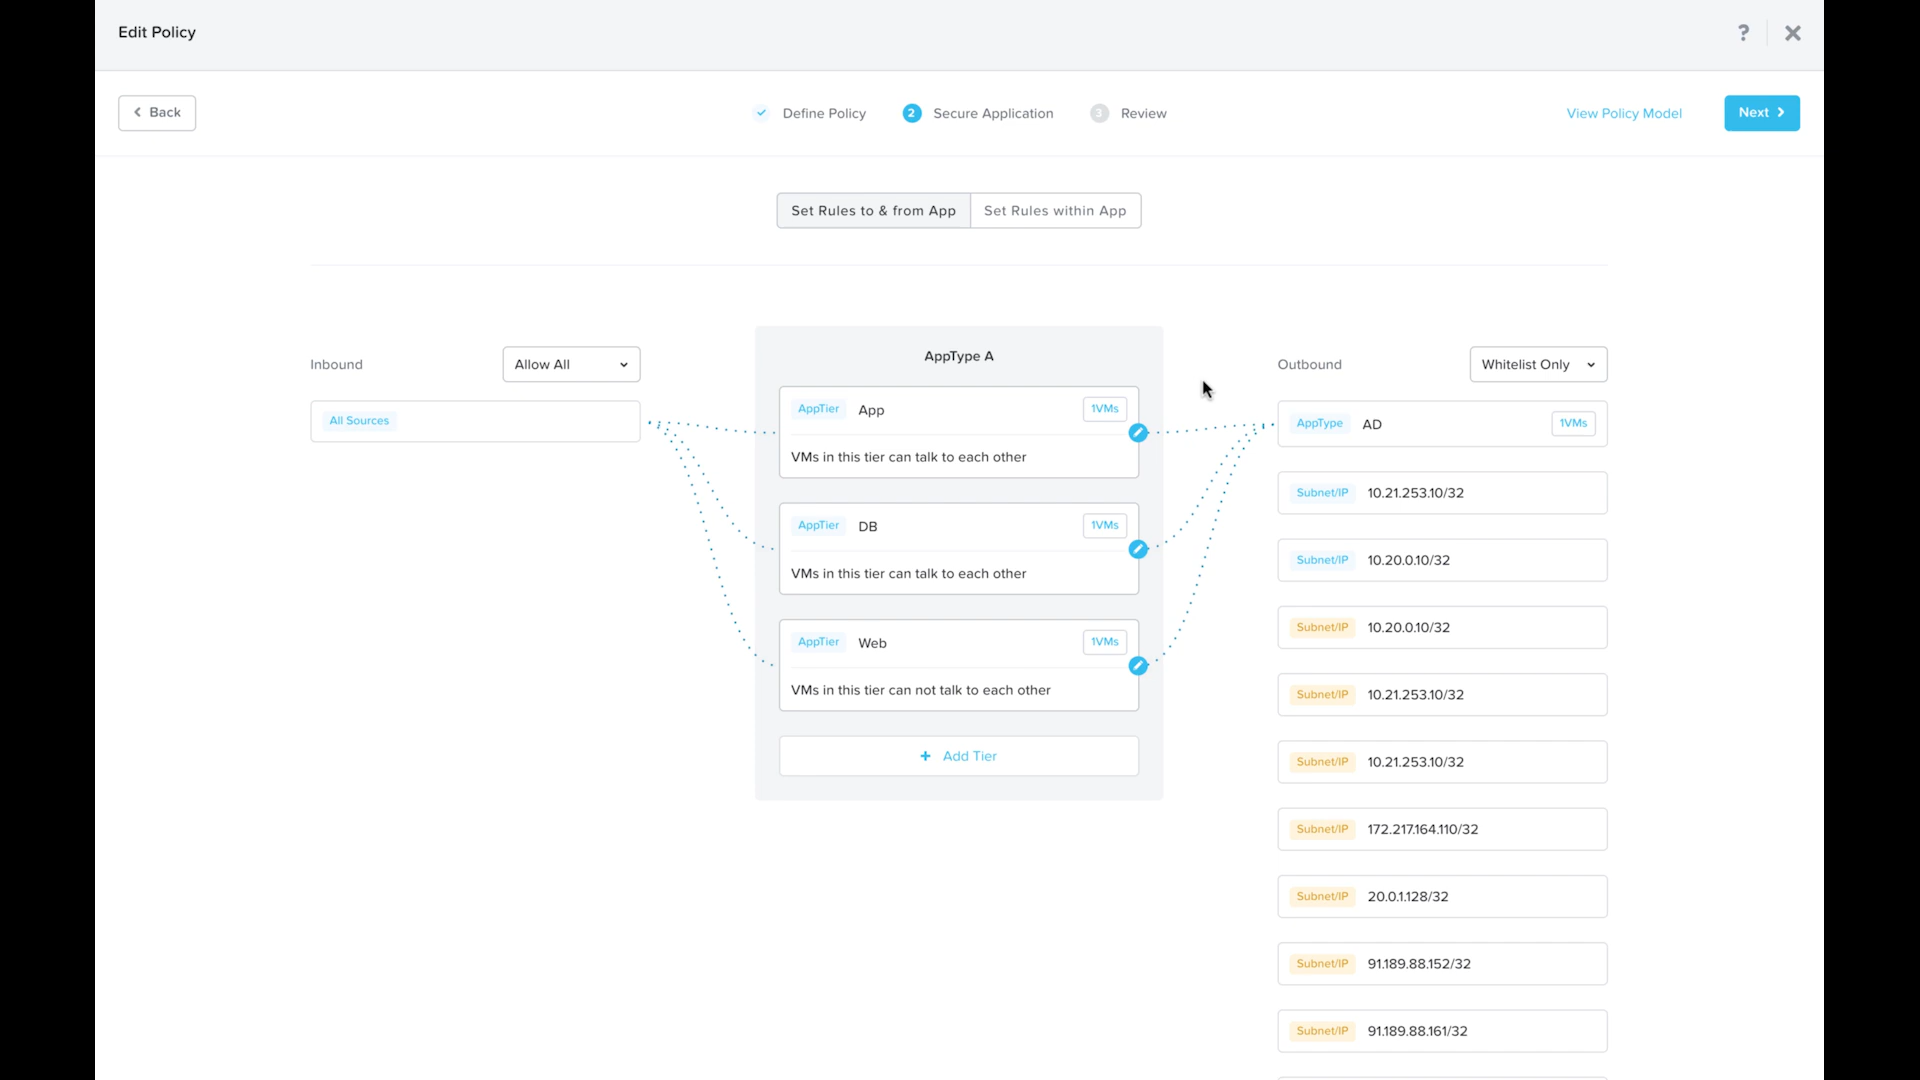 Edit Policy
?
Back
Define Policy
2 Secure Application
3 Review
View Policy Model
Next
Set Rules to & from App
Set Rules within App
Inbound
Allow All
All Sources
AppType A
AppTier App 1VMs
VMs in this tier can talk to each other
AppTier DB 1VMs
VMs in this tier can talk to each other
AppTier Web 1VMs
VMs in this tier can not talk to each other
+ Add Tier
Outbound
Whitelist Only
AppType AD 1VMs
Subnet/IP 10.21.253.10/32
Subnet/IP 10.20.0.10/32
Subnet/IP 10.20.0.10/32
Subnet/IP 10.21.253.10/32
Subnet/IP 10.21.253.10/32
Subnet/IP 172.217.164.110/32
Subnet/IP 20.0.1.128/32
Subnet/IP 91.189.88.152/32
Subnet/IP 91.189.88.161/32